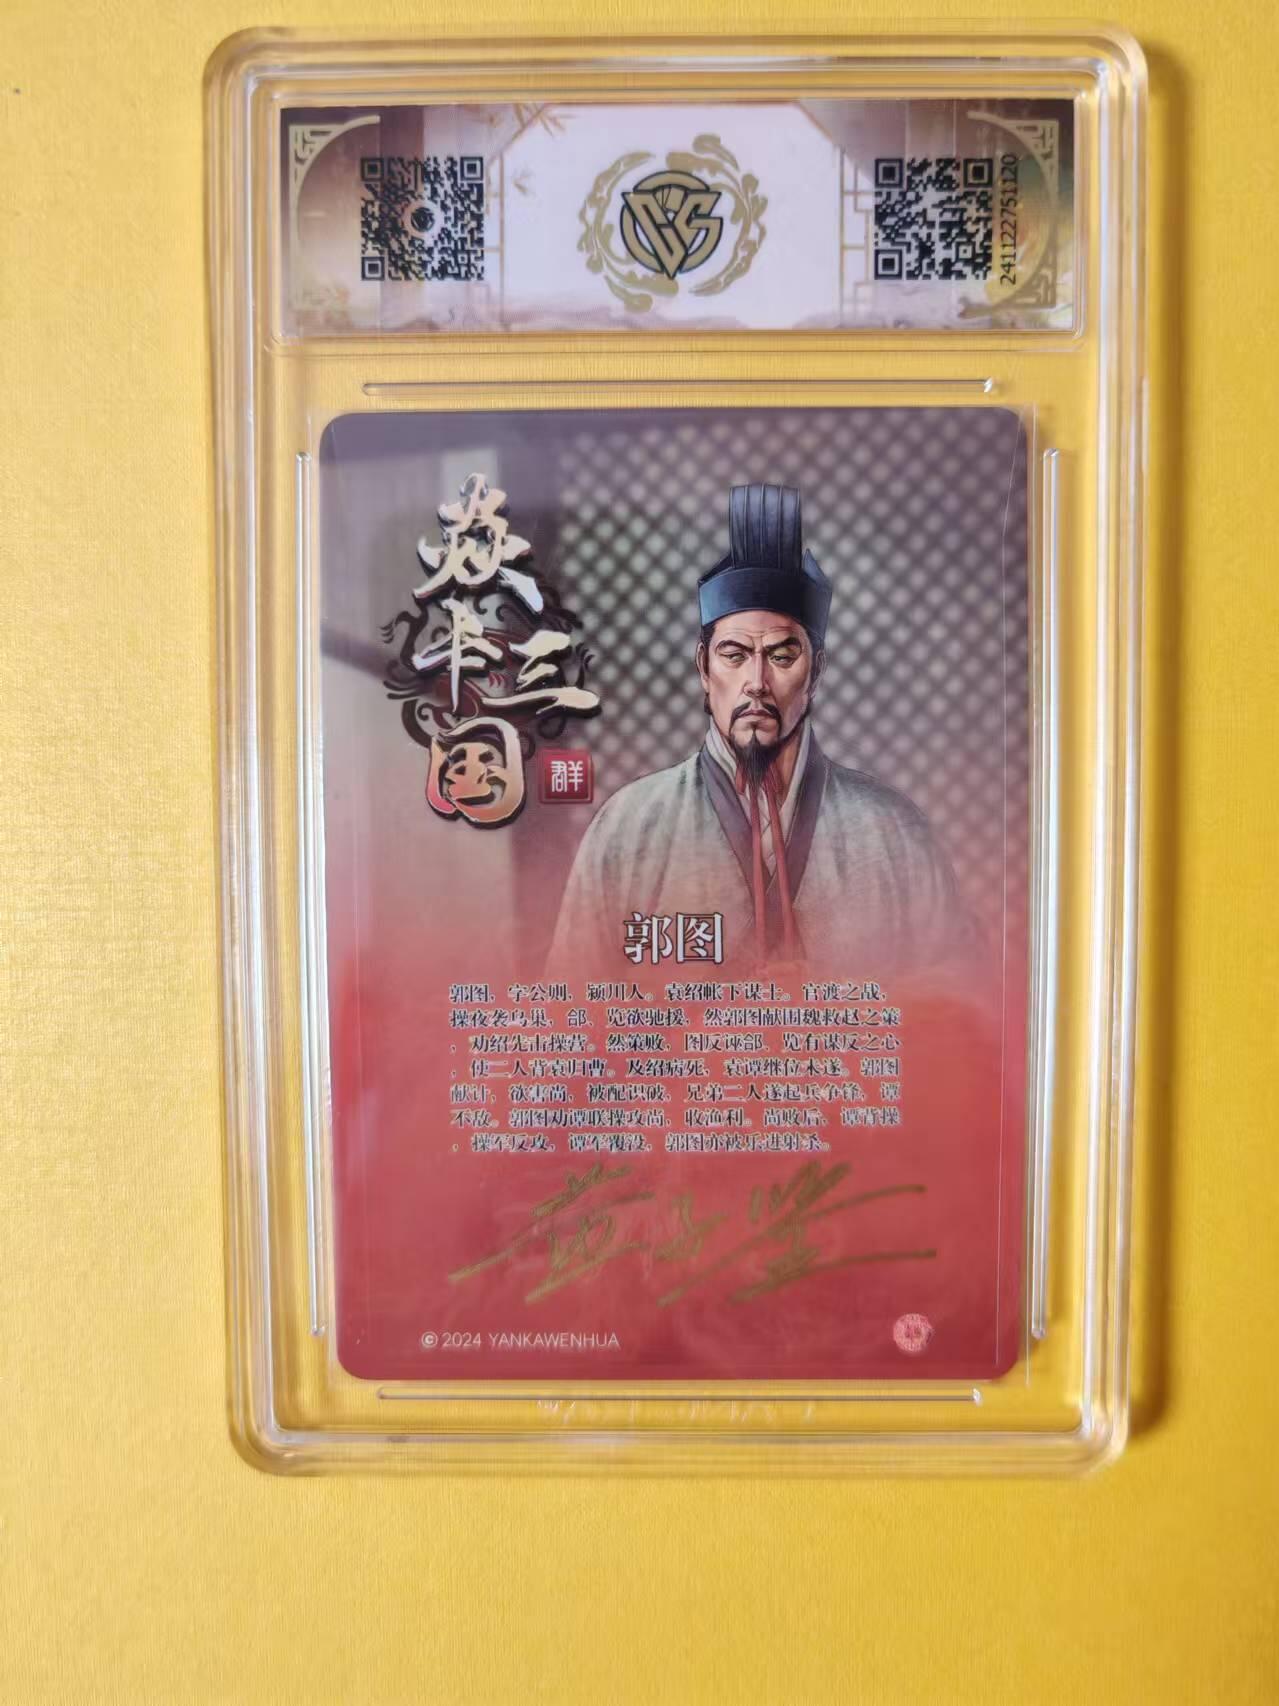 2411227511120
焱卡三国
群
郭图
郭图，字公则，颍川人。袁绍帐下谋士。官渡之战，
操夜袭乌巢，郃、览欲驰援，然郭图献围魏救赵之策
，劝绍先击操营。然策败，图反诬郃、览有谋反之心
，使二人背袁归曹。及绍病死，袁谭继位未遂。郭图
献计，欲害尚，被配识破，兄弟二人遂起兵争锋，谭
不敌。郭图劝谭联操攻尚，收渔利。尚败后，谭背操
，操军反攻，谭军覆没，郭图亦被乐进射杀。
© 2024 YANKAWENHUA